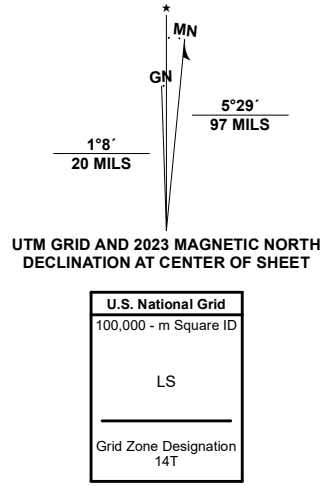 ★
MN
GN
5°29´
97 MILS
1°8´
20 MILS
UTM GRID AND 2023 MAGNETIC NORTH
DECLINATION AT CENTER OF SHEET
U.S. National Grid
100,000 - m Square ID
LS
Grid Zone Designation
14T